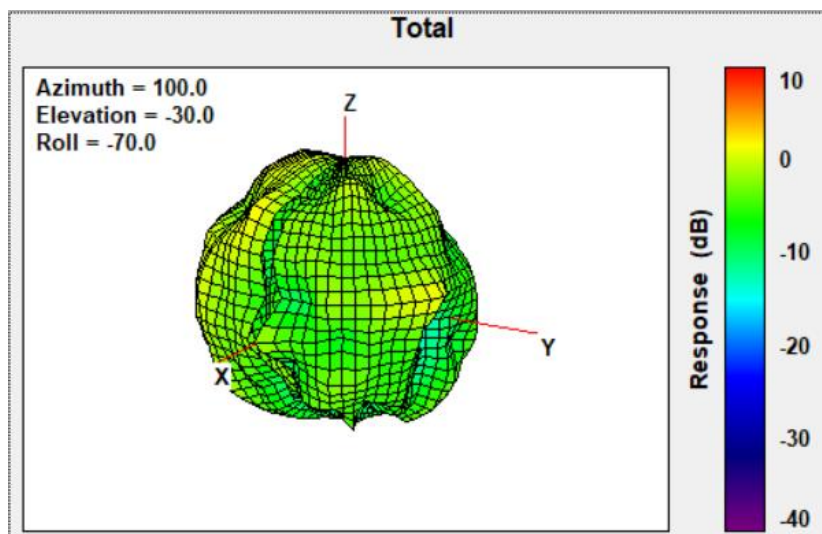 Total
Azimuth = 100.0
Elevation = -30.0
Roll = -70.0
Z
Y
X
10
0
-10
-20
-30
-40
Response (dB)